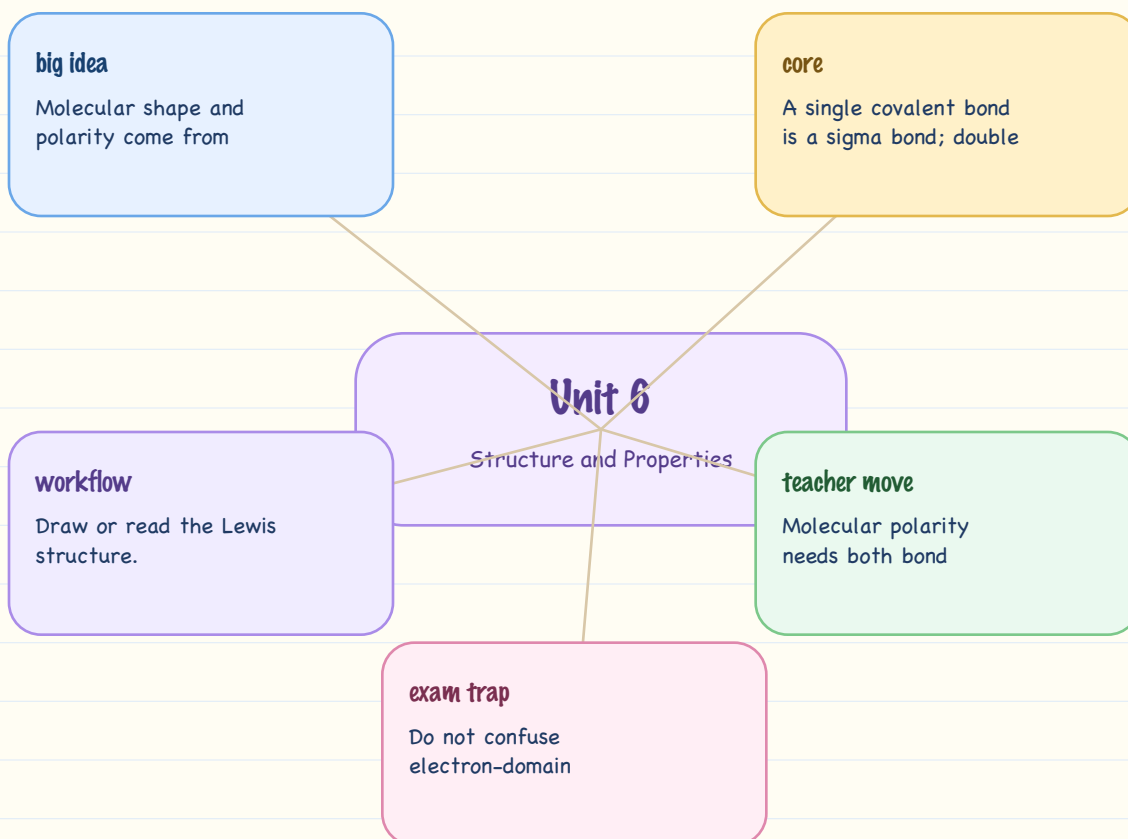 big idea
Molecular shape and
polarity come from
core
A single covalent bond
is a sigma bond; double
Unit 6
Structure and Properties
workflow
Draw or read the Lewis
structure.
teacher move
Molecular polarity
needs both bond
exam trap
Do not confuse
electron-domain